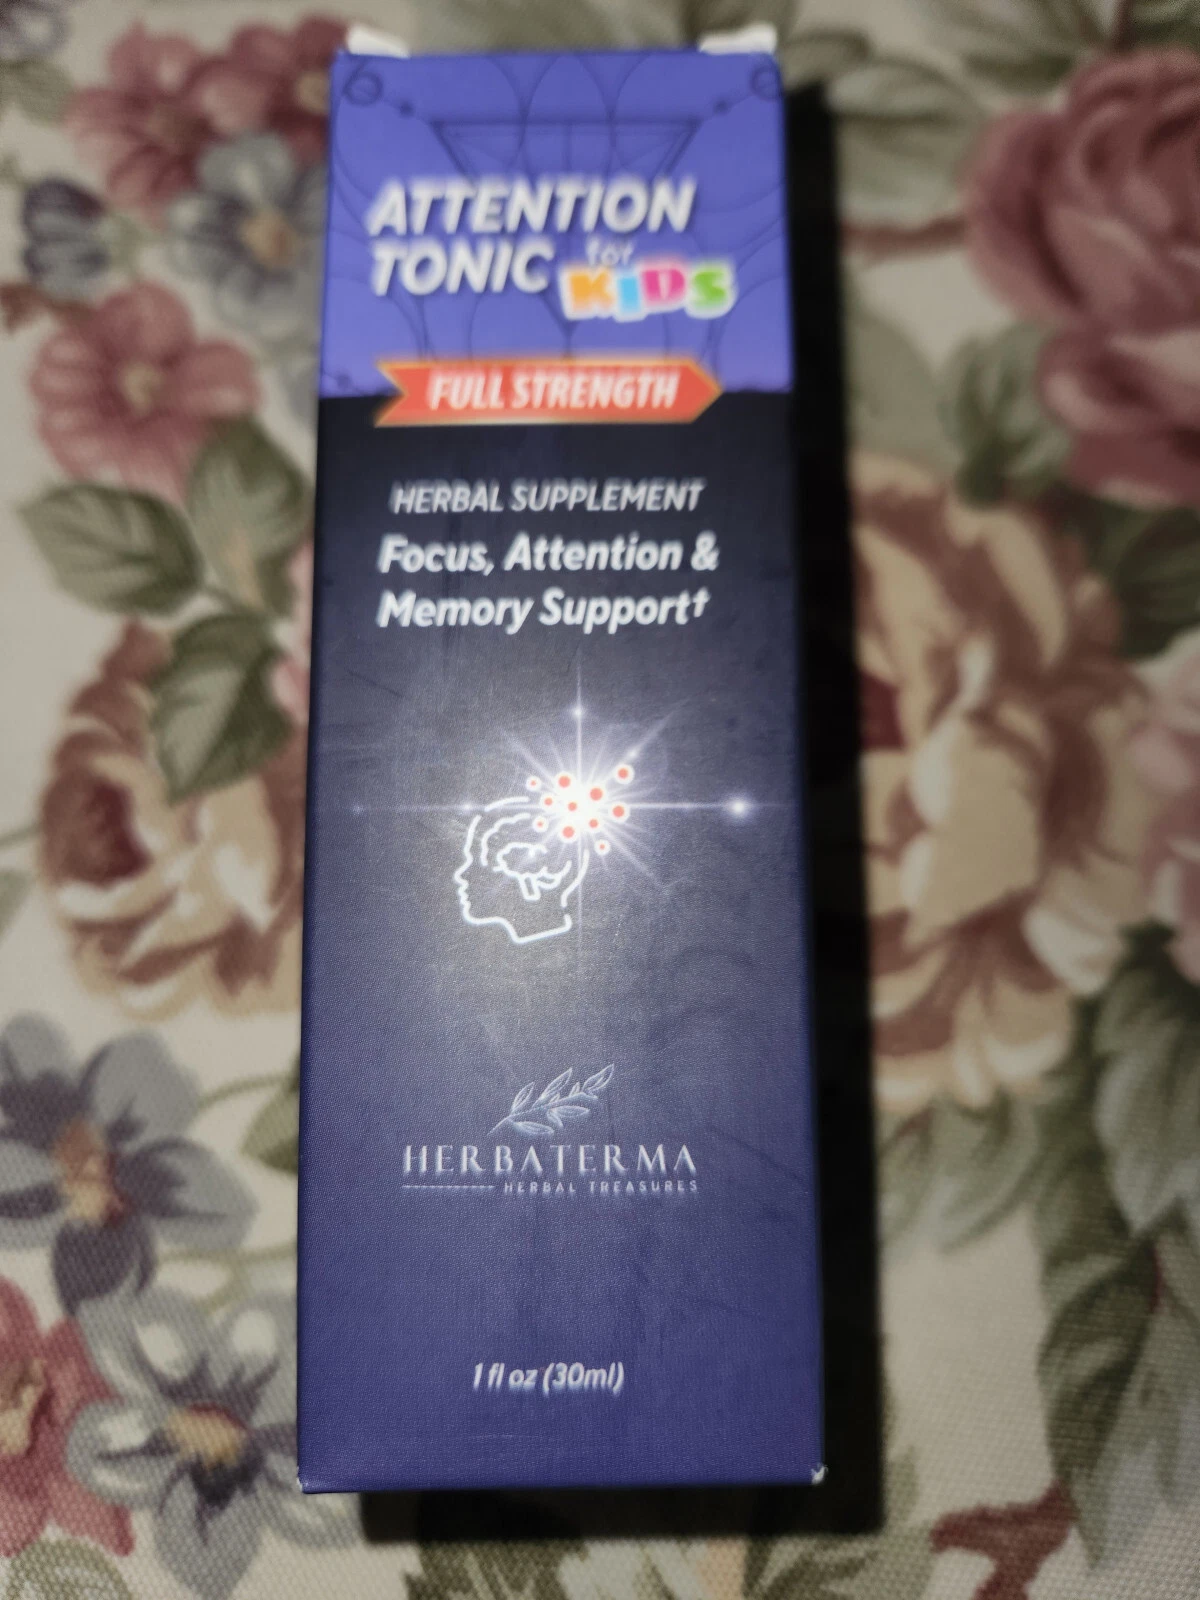 ATTENTION
TONIC for KIDS
FULL STRENGTH
HERBAL SUPPLEMENT
Focus, Attention &
Memory Support†
HERBATERMA
HERBAL TREASURES
1 fl oz (30ml)